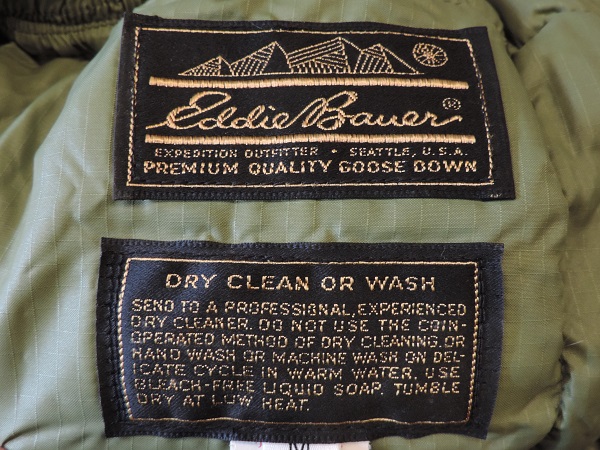 Eddie Bauer®
EXPEDITION OUTFITTER • SEATTLE, U.S.A.
PREMIUM QUALITY GOOSE DOWN
DRY CLEAN OR WASH
SEND TO A PROFESSIONAL, EXPERIENCED
DRY CLEANER. DO NOT USE THE COIN-
OPERATED METHOD OF DRY CLEANING. OR
HAND WASH OR MACHINE WASH ON DEL-
ICATE CYCLE IN WARM WATER. USE
BLEACH-FREE LIQUID SOAP. TUMBLE
DRY AT LOW HEAT.
M